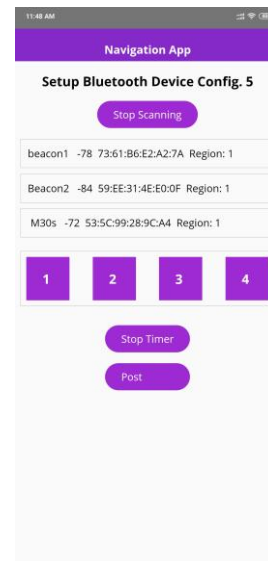 11:48 AM
Navigation App
Setup Bluetooth Device Config. 5
Stop Scanning
beacon1 -78 73:61:B6:E2:A2:7A Region: 1
Beacon2 -84 59:EE:31:4E:E0:0F Region: 1
M30s -72 53:5C:99:28:9C:A4 Region: 1
1 2 3 4
Stop Timer
Post